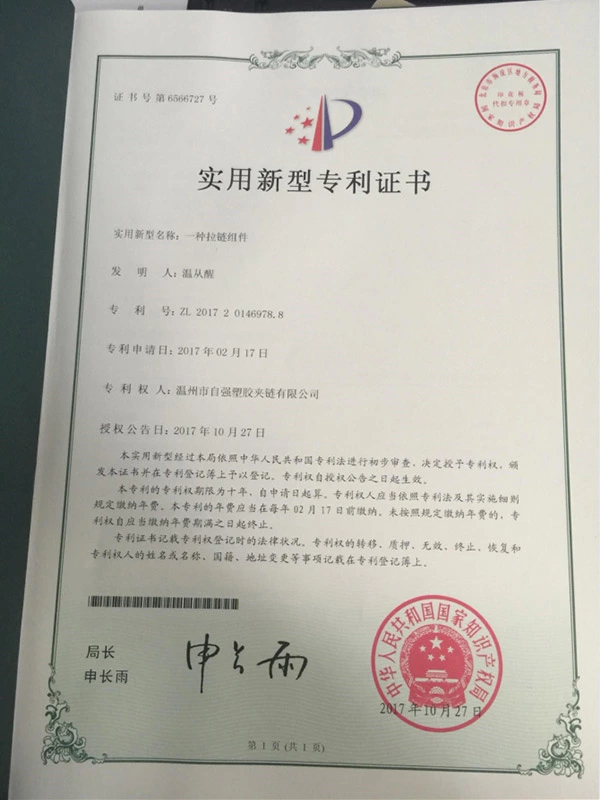 证书号第6566727号
印花税
代扣专用章
实用新型专利证书
实用新型名称：一种拉链组件
发 明 人：温从醒
专 利 号：ZL 2017 2 0146978.8
专利申请日：2017年02月17日
专 利 权 人：温州市自强塑胶夹链有限公司
授权公告日：2017年10月27日
本实用新型经过本局依照中华人民共和国专利法进行初步审查，决定授予专利权，颁
发本证书并在专利登记簿上予以登记。专利权自授权公告之日起生效。
本专利的专利权期限为十年，自申请日起算。专利权人应当依照专利法及其实施细则
规定缴纳年费。本专利的年费应当在每年02月17日前缴纳。未按照规定缴纳年费的，专
利权自应当缴纳年费期满之日起终止。
专利证书记载专利权登记时的法律状况。专利权的转移、质押、无效、终止、恢复和
专利权人的姓名或名称、国籍、地址变更等事项记载在专利登记簿上。
局长
申长雨
申长雨
中华人民共和国国家知识产权局
2017年10月27日
第1页(共1页)